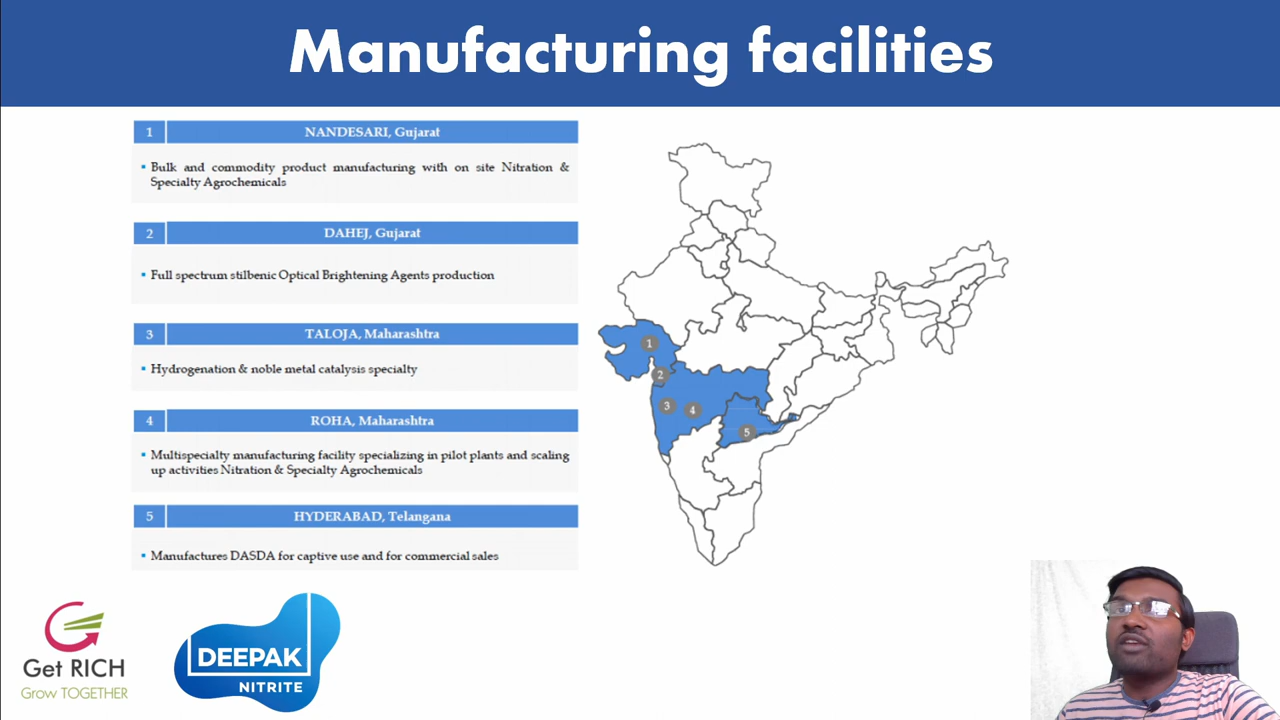 Manufacturing facilities
1 NANDESARI, Gujarat
Bulk and commodity product manufacturing with on site Nitration &
Specialty Agrochemicals
2 DAHEJ, Gujarat
Full spectrum stilbenic Optical Brightening Agents production
3 TALOJA, Maharashtra
Hydrogenation & noble metal catalysis specialty
4 ROHA, Maharashtra
Multispecialty manufacturing facility specializing in pilot plants and scaling
up activities Nitration & Specialty Agrochemicals
5 HYDERABAD, Telangana
Manufactures DASDA for captive use and for commercial sales
1
2
3
4
5
Get RICH
Grow TOGETHER
DEEPAK
NITRITE